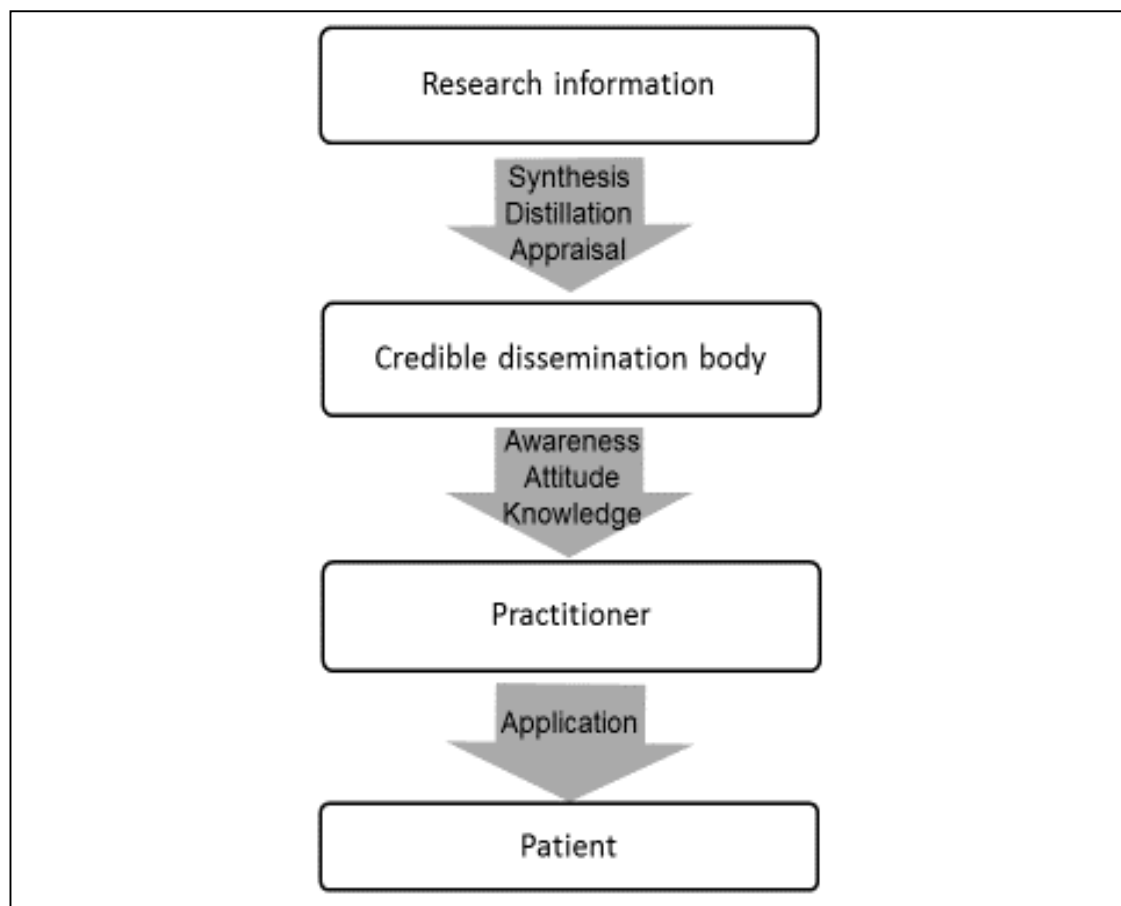 Research information
Synthesis
Distillation
Appraisal
Credible dissemination body
Awareness
Attitude
Knowledge
Practitioner
Application
Patient